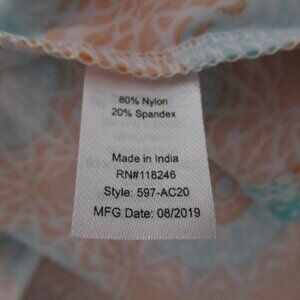 80% Nylon
20% Spandex
Made in India
RN#118246
Style: 597-AC20
MFG Date: 08/2019